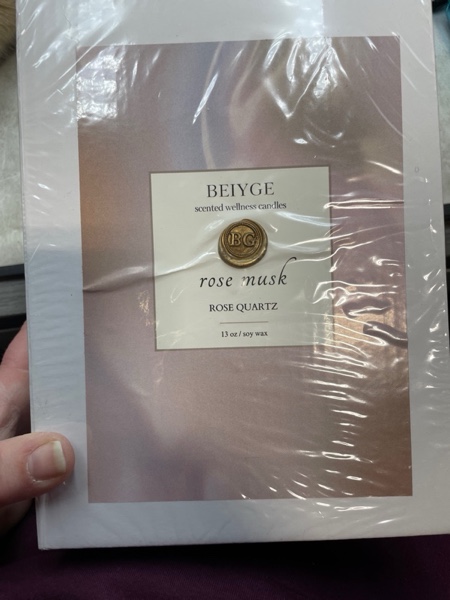 BEIYGE
scented wellness candles
BG
rose musk
ROSE QUARTZ
13 oz / soy wax